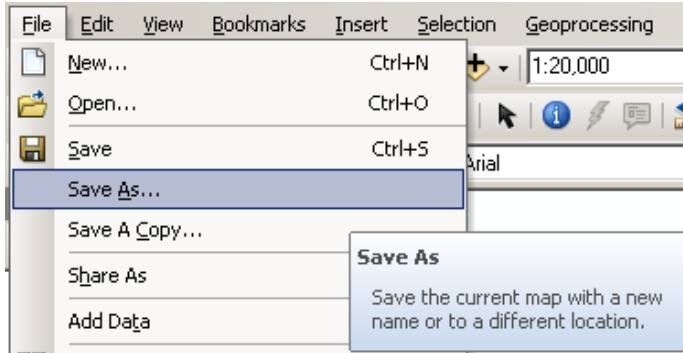 File Edit View Bookmarks Insert Selection Geoprocessing
New... Ctrl+N
1:20,000
Open... Ctrl+O
Save Ctrl+S
Arial
Save As...
Save A Copy...
Save As
Share As
Save the current map with a new
name or to a different location.
Add Data